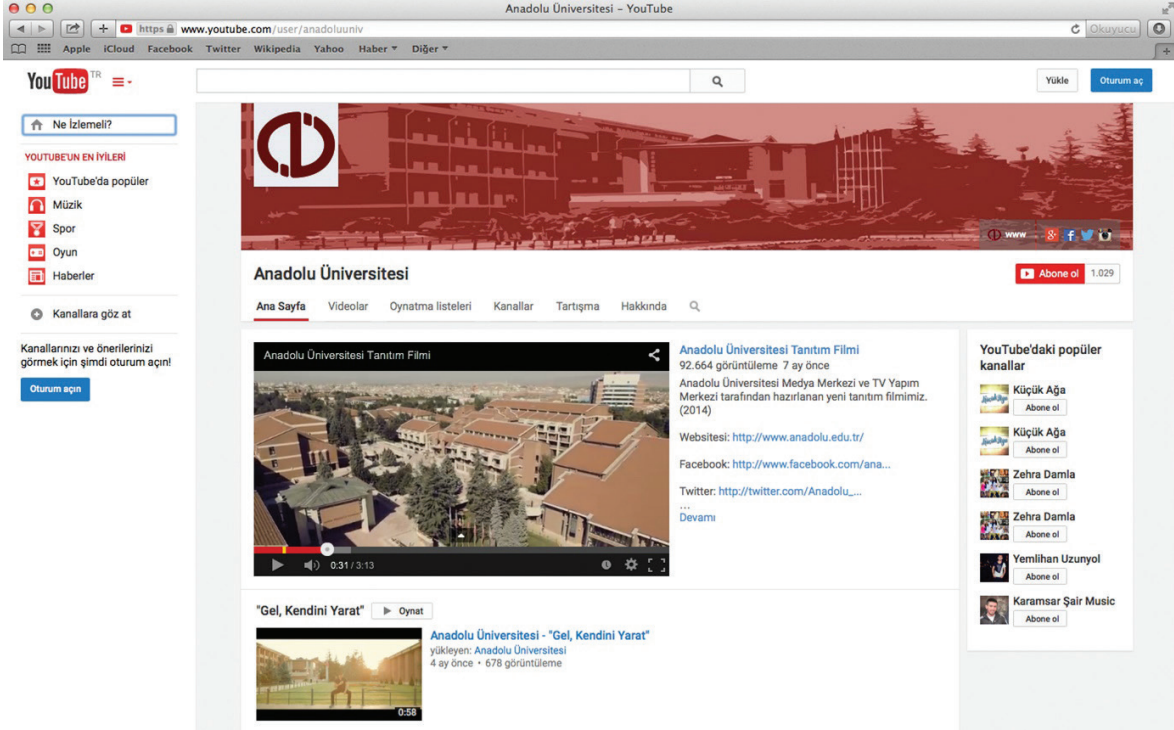 Anadolu Üniversitesi – YouTube
https www.youtube.com/user/anadoluuniv
Okuyucu
Apple iCloud Facebook Twitter Wikipedia Yahoo Haber Diğer
YouTube TR
Yükle
Oturum aç
Ne İzlemeli?
YOUTUBE'UN EN İYİLERİ
YouTube'da popüler
Müzik
Spor
Oyun
Haberler
Kanallara göz at
Kanallarınızı ve önerilerinizi
görmek için şimdi oturum açın!
Oturum açın
www
Anadolu Üniversitesi
Abone ol 1.029
Ana Sayfa Videolar Oynatma listeleri Kanallar Tartışma Hakkında
Anadolu Üniversitesi Tanıtım Filmi
0:31 / 3:13
Anadolu Üniversitesi Tanıtım Filmi
92.664 görüntüleme 7 ay önce
Anadolu Üniversitesi Medya Merkezi ve TV Yapım
Merkezi tarafından hazırlanan yeni tanıtım filmimiz.
(2014)
Websitesi: http://www.anadolu.edu.tr/
Facebook: http://www.facebook.com/ana...
Twitter: http://twitter.com/Anadolu_...
...
Devamı
"Gel, Kendini Yarat" Oynat
0:58
Anadolu Üniversitesi - "Gel, Kendini Yarat"
yükleyen: Anadolu Üniversitesi
4 ay önce • 678 görüntüleme
YouTube'daki popüler
kanallar
Küçük Ağa
Abone ol
Küçük Ağa
Abone ol
Zehra Damla
Abone ol
Zehra Damla
Abone ol
Yemlihan Uzunyol
Abone ol
Karamsar Şair Music
Abone ol